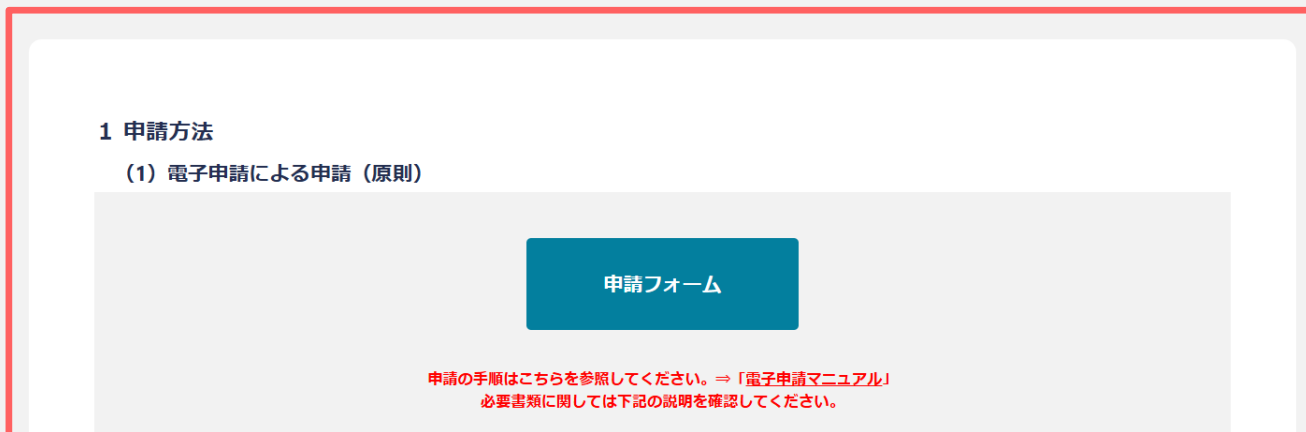 1 申請方法
（1）電子申請による申請（原則）
申請フォーム
申請の手順はこちらを参照してください。⇒「電子申請マニュアル」
必要書類に関しては下記の説明を確認してください。